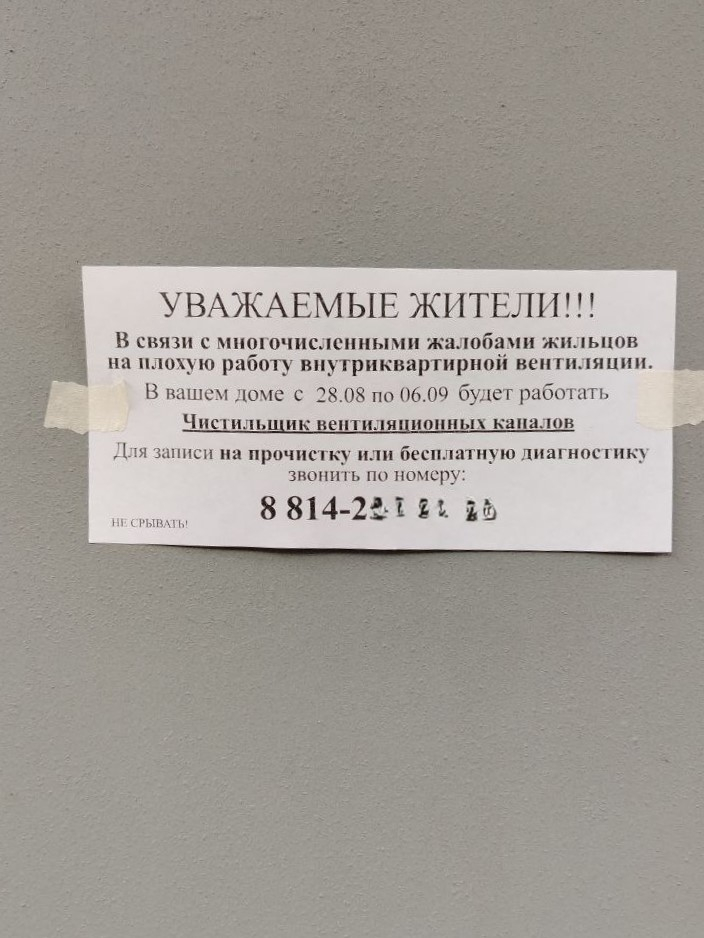 УВАЖАЕМЫЕ ЖИТЕЛИ!!!
В связи с многочисленными жалобами жильцов
на плохую работу внутриквартирной вентиляции.
В вашем доме с 28.08 по 06.09 будет работать
Чистильщик вентиляционных каналов
Для записи на прочистку или бесплатную диагностику
звонить по номеру:
8 814-2
НЕ СРЫВАТЬ!